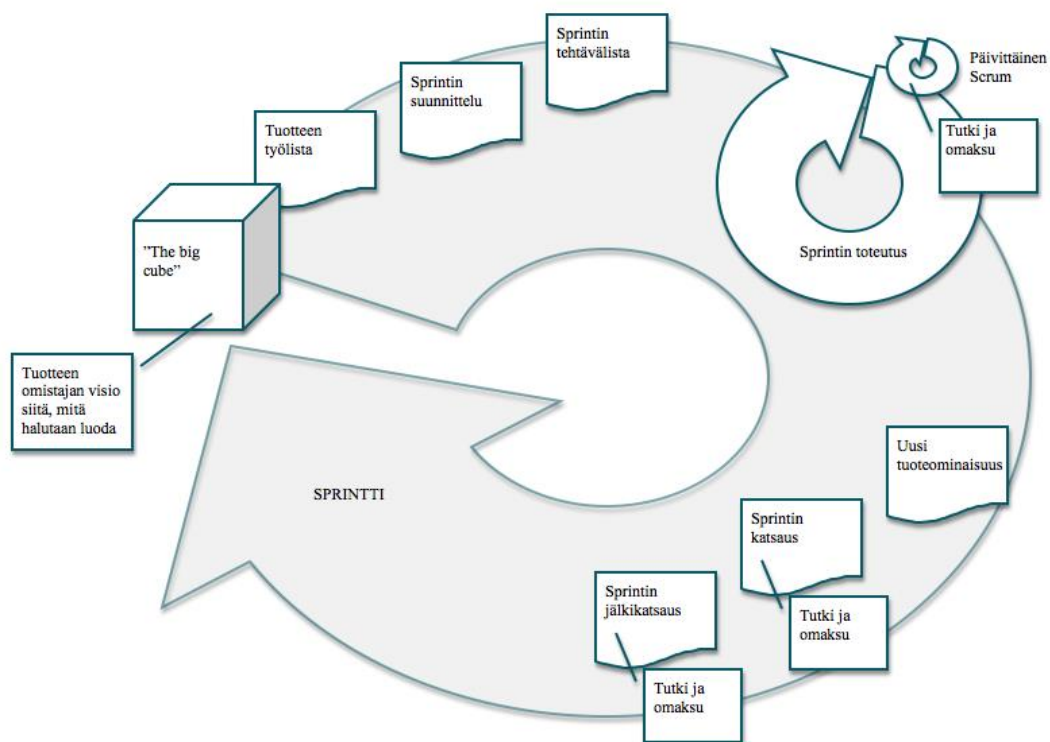 Sprintin
tehtävälista
Sprintin
suunnittelu
Tuotteen
työlista
”The big
cube”
Tuotteen
omistajan visio
siitä, mitä
halutaan luoda
Päivittäinen
Scrum
Tutki ja
omaksu
Sprintin toteutus
Uusi
tuoteominaisuus
Sprintin
katsaus
Tutki ja
omaksu
Sprintin
jälkikatsaus
Tutki ja
omaksu
SPRINTTI